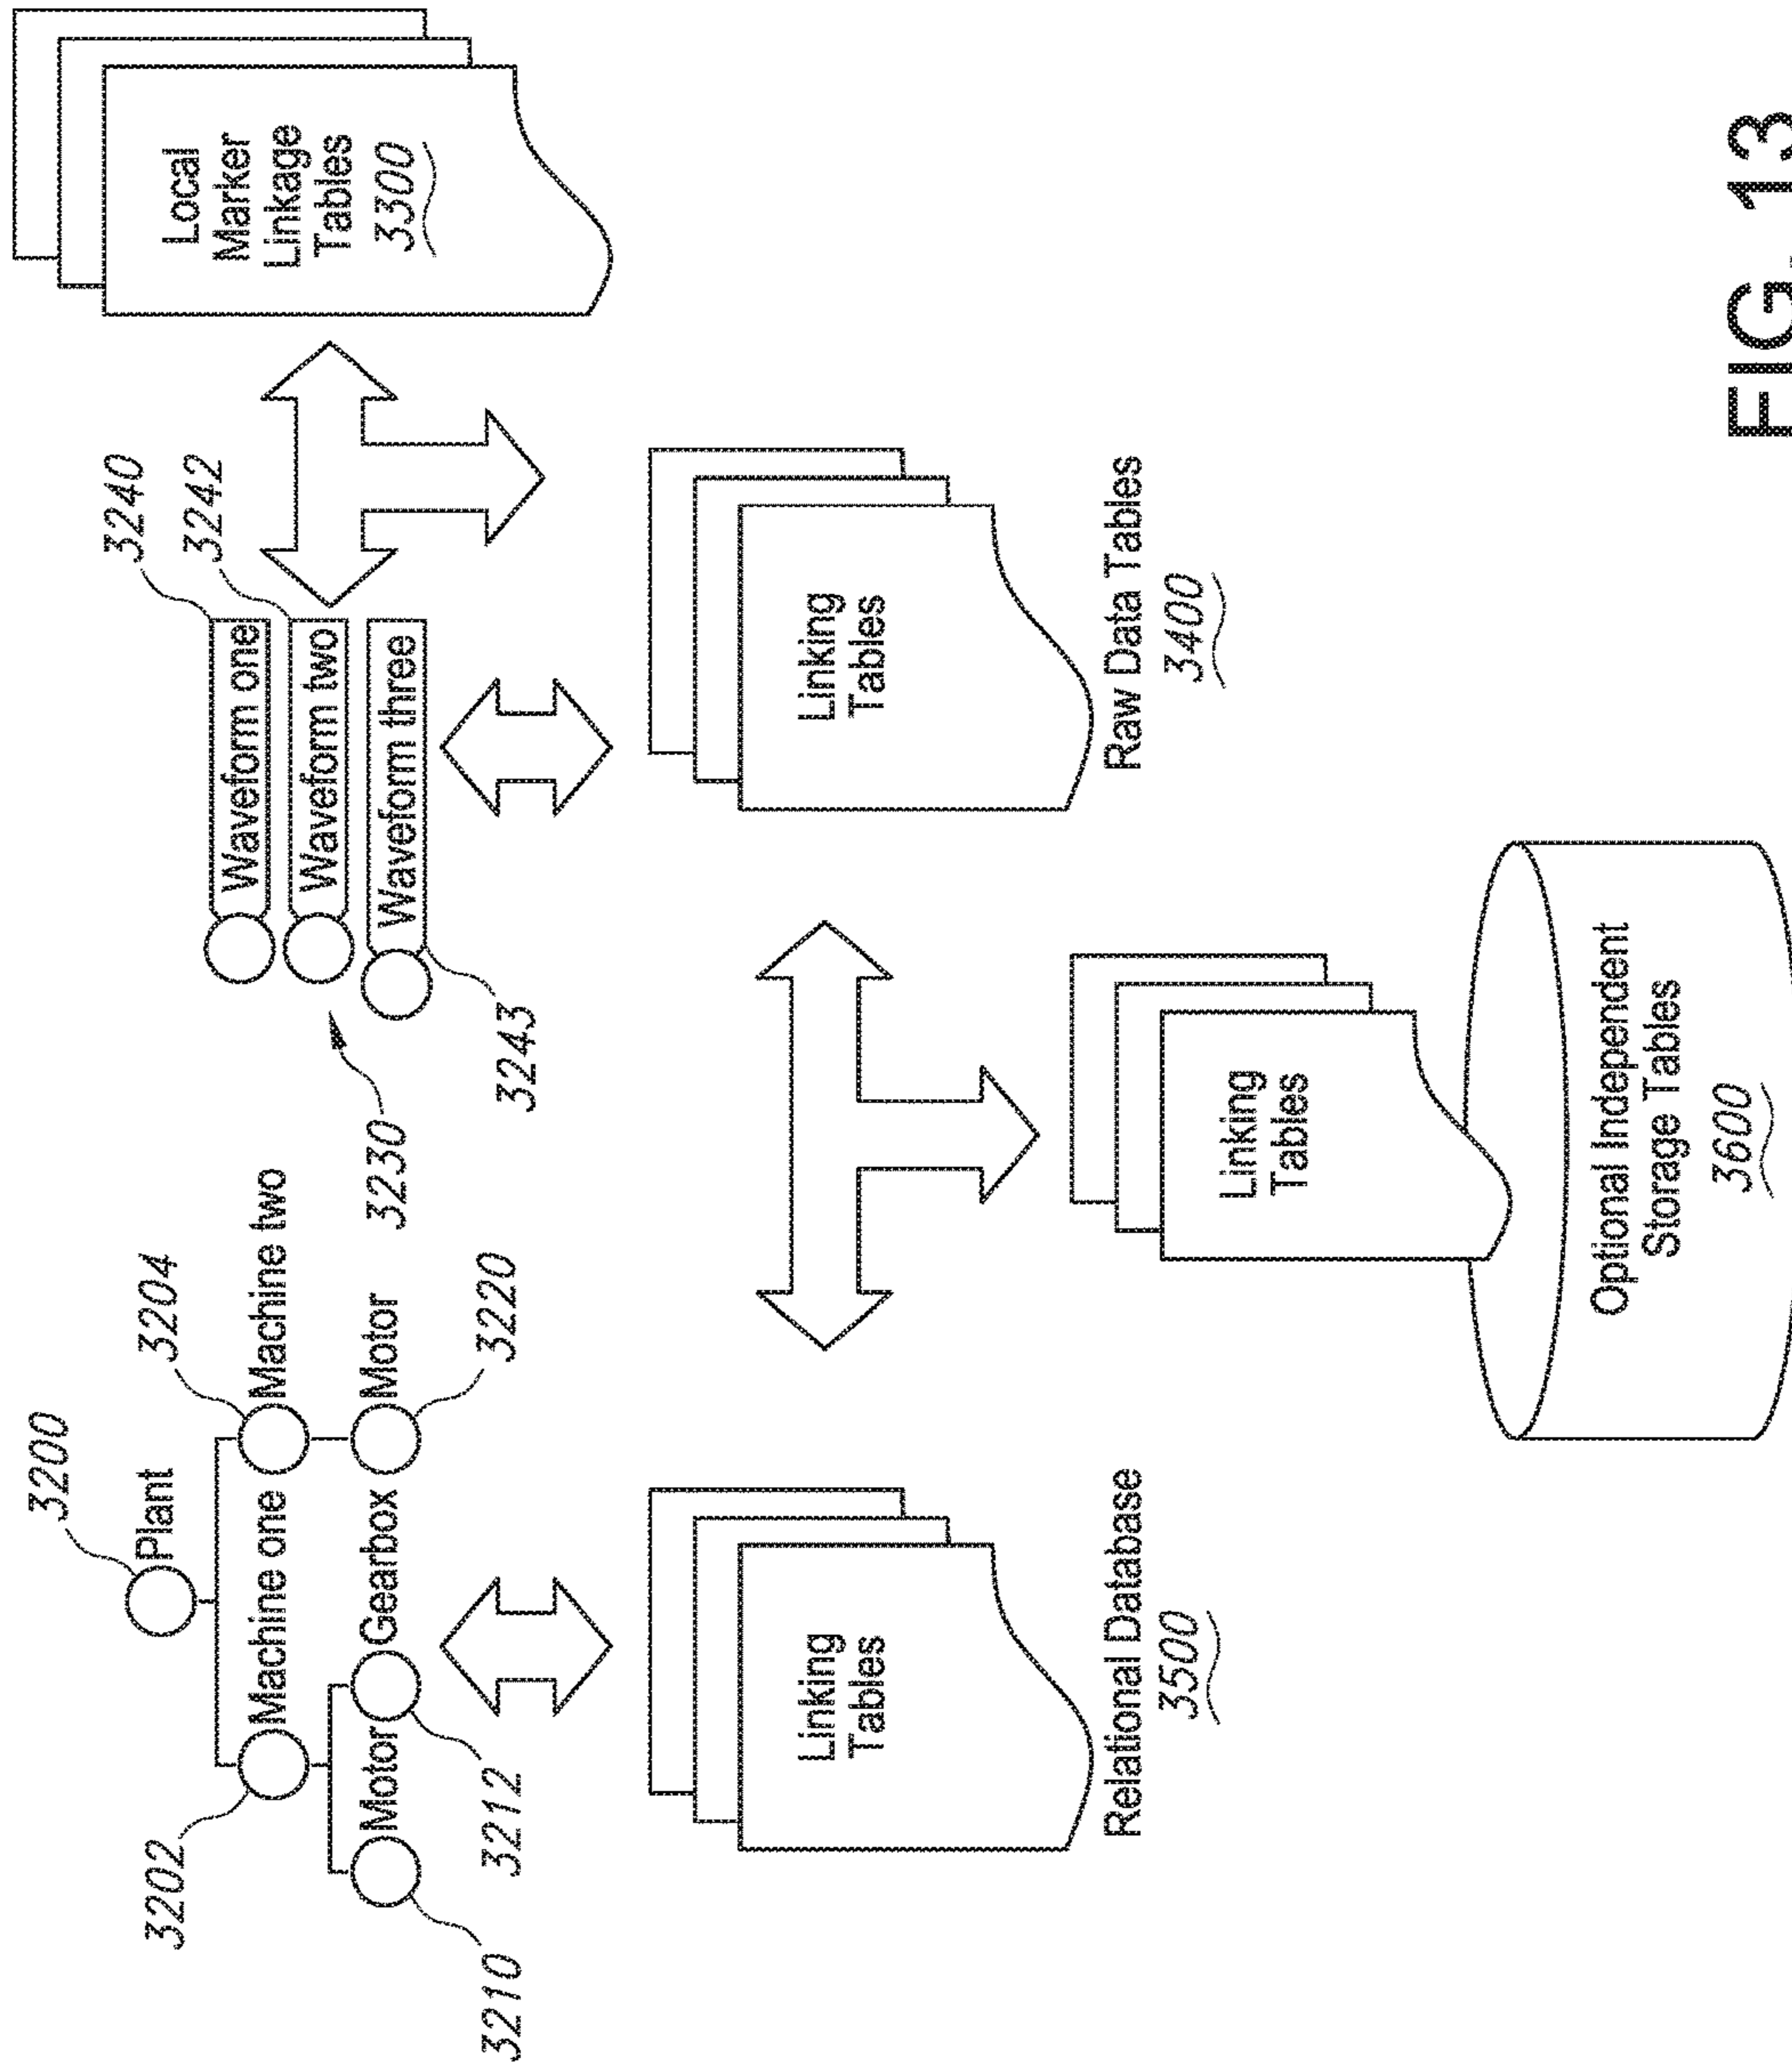 3200
Plant
3202
Machine one
3204
Machine two
Motor
Gearbox
Motor
3210
3212
3220
3230
3240
Waveform one
3242
Waveform two
Waveform three
3243
Local
Marker
Linkage
Tables
3300
Linking
Tables
Relational Database
3500
Linking
Tables
Raw Data Tables
3400
Linking
Tables
Optional Independent
Storage Tables
3600
FIG. 13